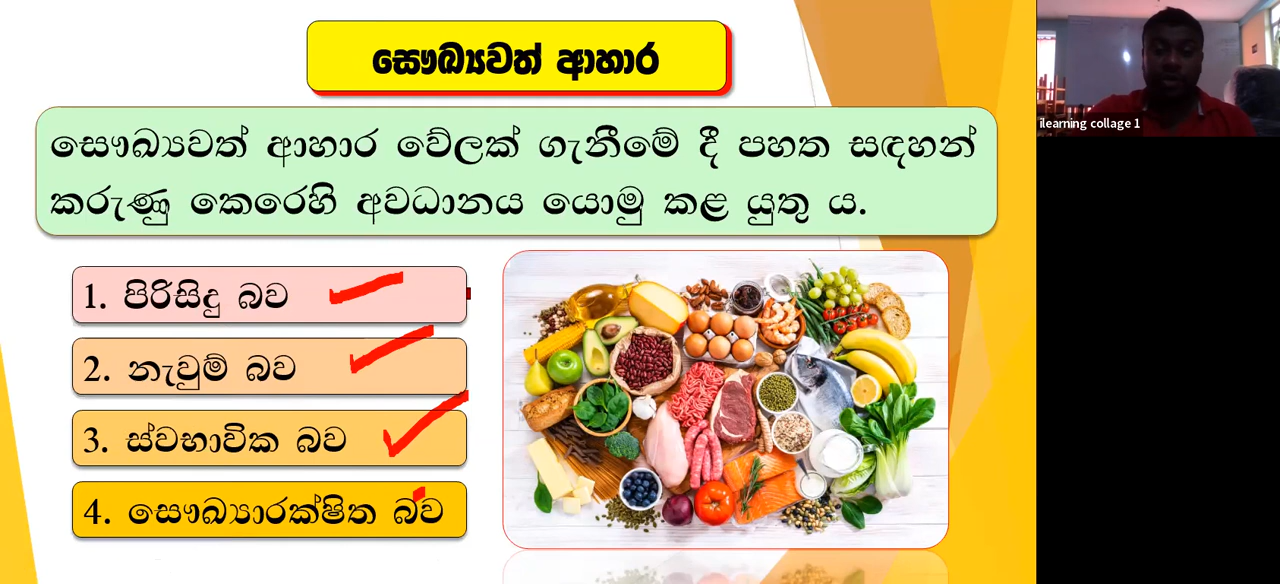 සෞඛ්‍යවත් ආහාර
සෞඛ්‍යවත් ආහාර වේලක් ගැනීමේ දී පහත සඳහන්
කරුණු කෙරෙහි අවධානය යොමු කළ යුතු ය.
1. පිරිසිදු බව
2. නැවුම් බව
3. ස්වභාවික බව
4. සෞඛ්‍යාරක්ෂිත බව
ilearning collage 1